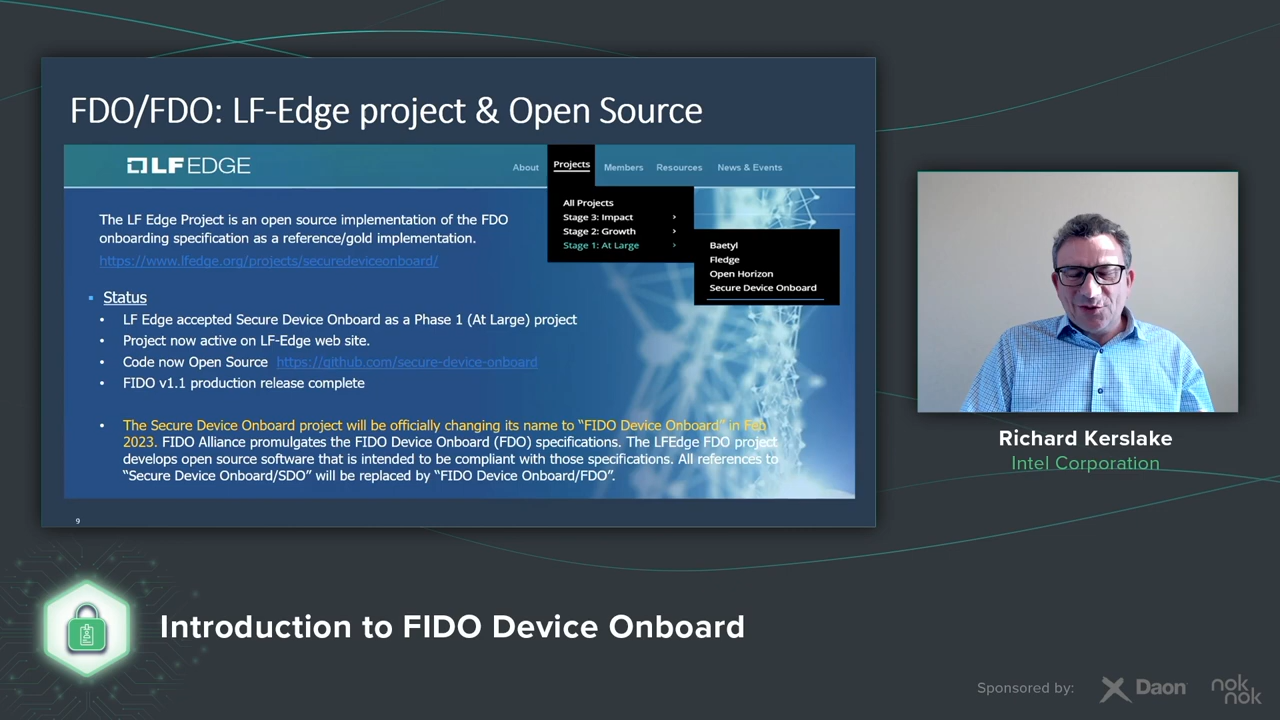 FDO/FDO: LF-Edge project & Open Source
LF EDGE
About
Projects
Members
Resources
News & Events
All Projects
Stage 3: Impact
Stage 2: Growth
Stage 1: At Large
Baetyl
Fledge
Open Horizon
Secure Device Onboard
The LF Edge Project is an open source implementation of the FDO
onboarding specification as a reference/gold implementation.
https://www.lfedge.org/projects/securedeviceonboard/
Status
LF Edge accepted Secure Device Onboard as a Phase 1 (At Large) project
Project now active on LF-Edge web site.
Code now Open Source https://github.com/secure-device-onboard
FIDO v1.1 production release complete
The Secure Device Onboard project will be officially changing its name to “FIDO Device Onboard” in Feb
2023. FIDO Alliance promulgates the FIDO Device Onboard (FDO) specifications. The LFEdge FDO project
develops open source software that is intended to be compliant with those specifications. All references to
“Secure Device Onboard/SDO” will be replaced by “FIDO Device Onboard/FDO”.
9
Richard Kerslake
Intel Corporation
Introduction to FIDO Device Onboard
Sponsored by:
Daon
nok
nok